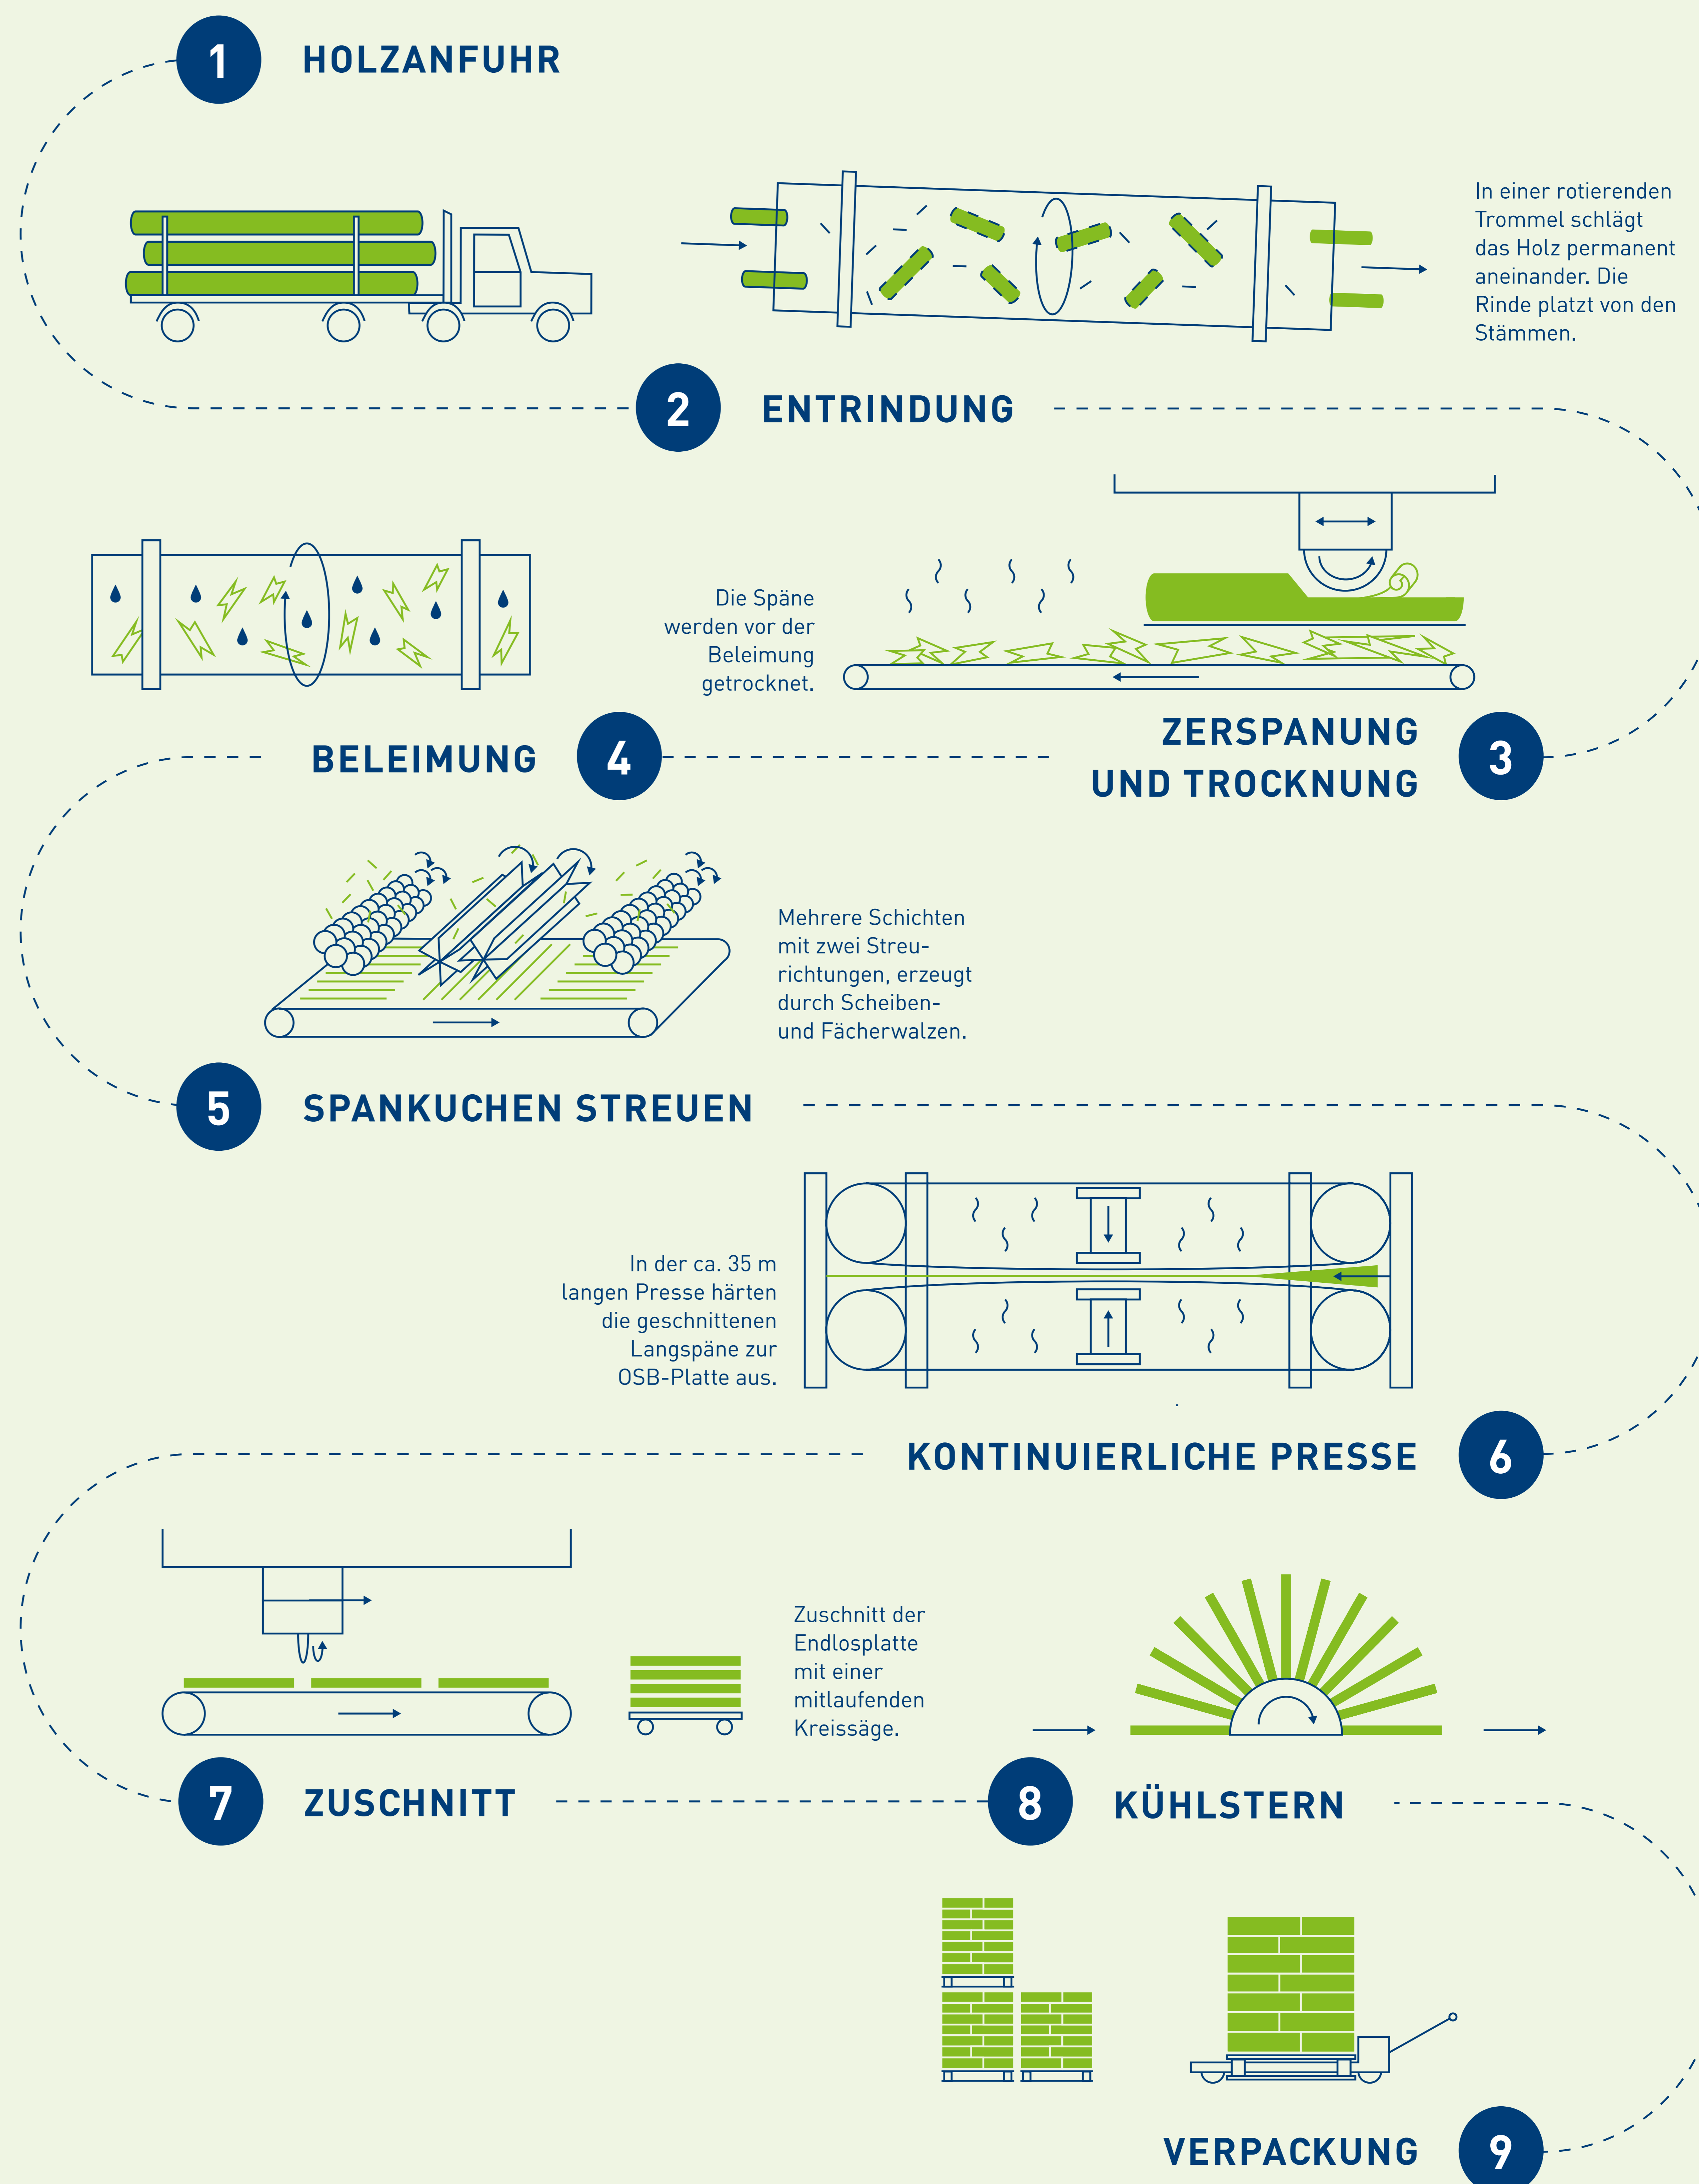 1 HOLZANFUHR
In einer rotierenden
Trommel schlägt
das Holz permanent
aneinander. Die
Rinde platzt von den
Stämmen.
2 ENTRINDUNG
Die Späne
werden vor der
Beleimung
getrocknet.
ZERSPANUNG
UND TROCKNUNG
3
BELEIMUNG 4
Mehrere Schichten
mit zwei Streu-
richtungen, erzeugt
durch Scheiben-
und Fächerwalzen.
5 SPANKUCHEN STREUEN
In der ca. 35 m
langen Presse härten
die geschnittenen
Langspäne zur
OSB-Platte aus.
KONTINUIERLICHE PRESSE 6
Zuschnitt der
Endlosplatte
mit einer
mitlaufenden
Kreissäge.
7 ZUSCHNITT
8 KÜHLSTERN
VERPACKUNG 9